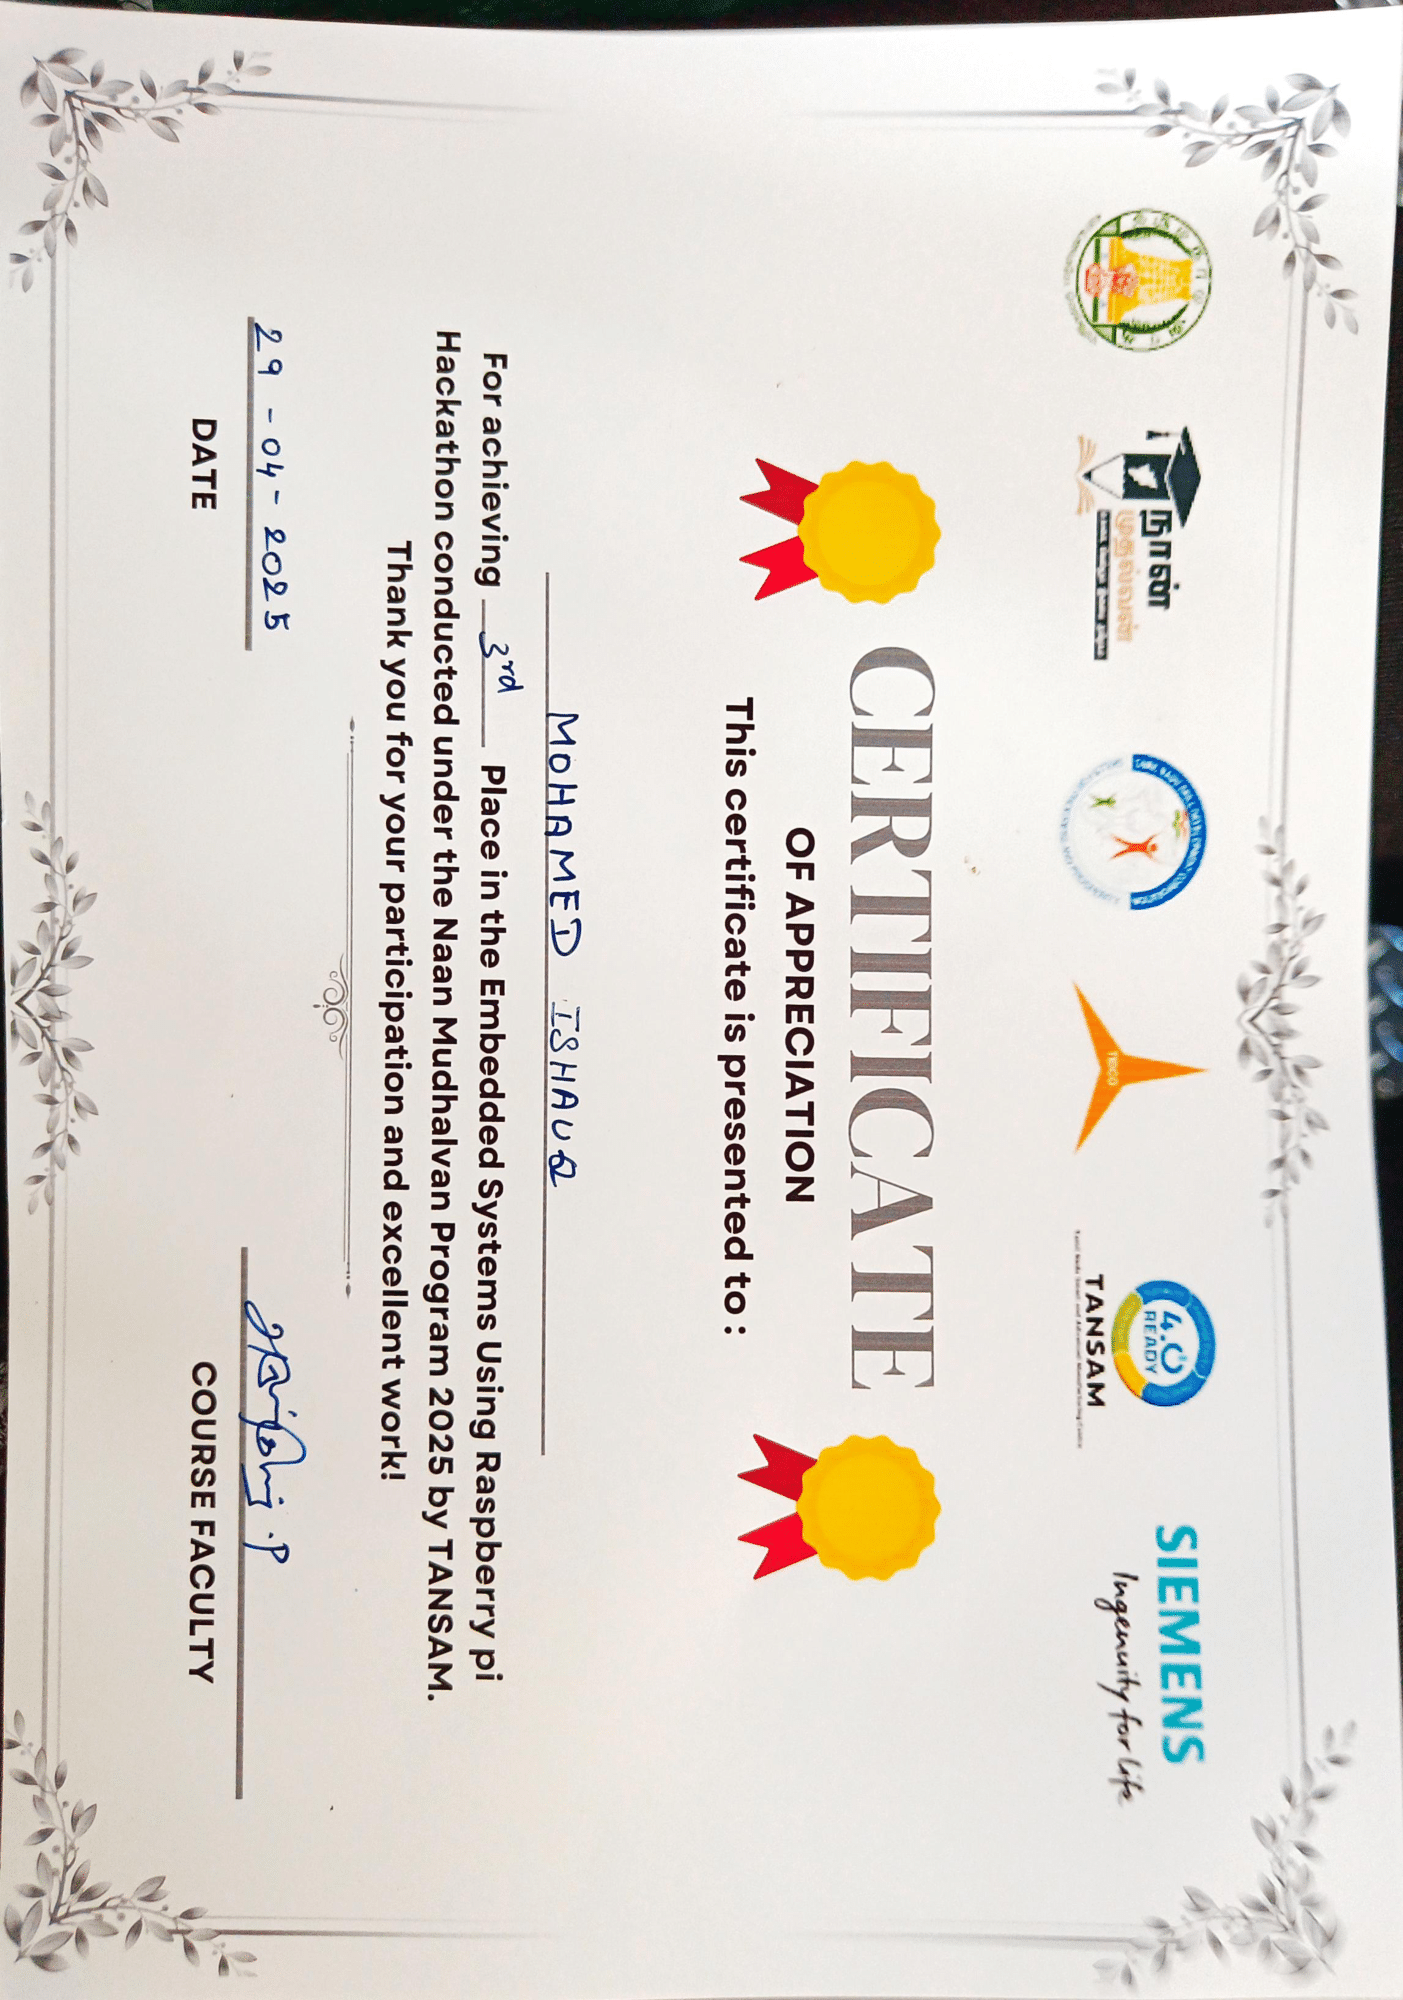 நான்
முதல்வன்
TIDCO
4.0
READY
TANSAM
SIEMENS
Ingenuity for life
CERTIFICATE
OF APPRECIATION
This certificate is presented to :
MOHAMED ISHAUQ
For achieving 3rd Place in the Embedded Systems Using Raspberry pi
Hackathon conducted under the Naan Mudhalvan Program 2025 by TANSAM.
Thank you for your participation and excellent work!
29-04-2025
DATE
COURSE FACULTY